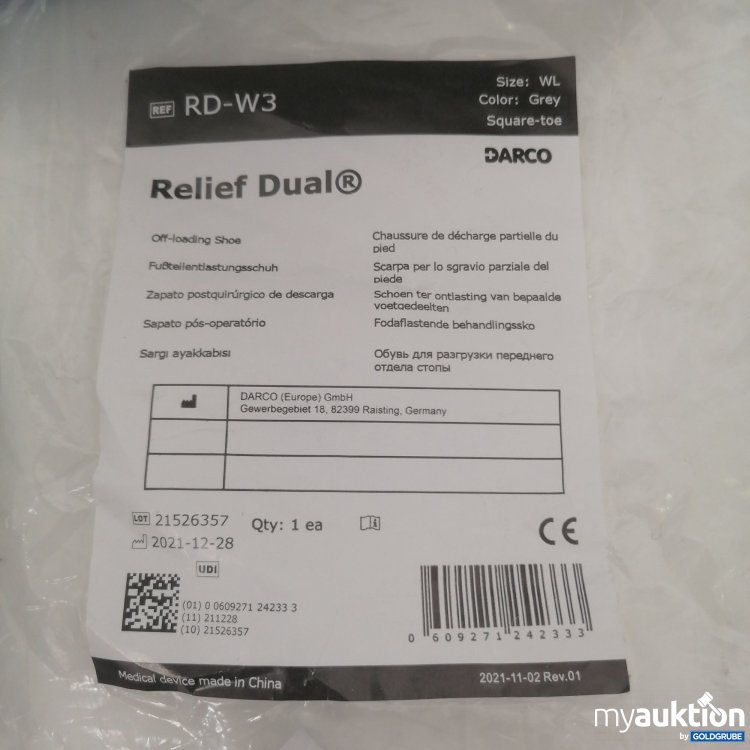 REF RD-W3
Size: WL
Color: Grey
Square-toe
DARCO
Relief Dual®
Off-loading Shoe
Fußteilentlastungsschuh
Zapato postquirúrgico de descarga
Sapato pós-operatório
Sargı ayakkabısı
Chaussure de décharge partielle du
pied
Scarpa per lo sgravio parziale del
piede
Schoen ter ontlasting van bepaalde
voetgedeelten
Fodaflastende behandlingssko
Обувь для разгрузки переднего
отдела стопы
DARCO (Europe) GmbH
Gewerbegebiet 18, 82399 Raisting, Germany
LOT 21526357
Qty: 1 ea
2021-12-28
CE
UDI
(01) 0 0609271 24233 3
(11) 211228
(10) 21526357
0 609271 242333
Medical device made in China
2021-11-02 Rev.01
myauktion
by GOLDGRUBE